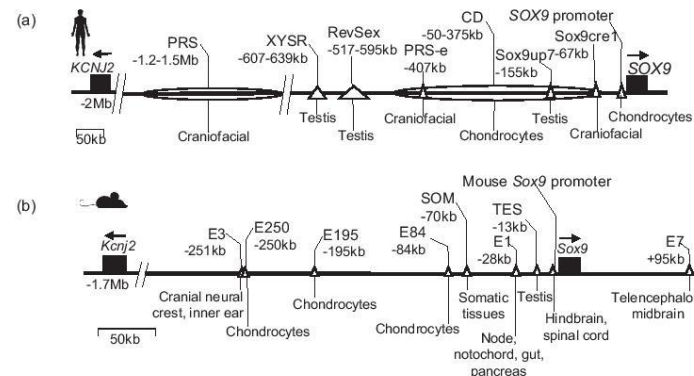 (a)
KCNJ2
-2Mb
50kb
PRS
-1.2-1.5Mb
Craniofacial
XYSR
-607-639kb
Testis
RevSex
-517-595kb
Testis
PRS-e
-407kb
Craniofacial
CD
-50-375kb
Chondrocytes
Sox9up7
-155kb
Testis
Sox9cre1
-67kb
Craniofacial
SOX9 promoter
Chondrocytes
SOX9
(b)
Kcnj2
-1.7Mb
50kb
E3
-251kb
Cranial neural
crest, inner ear
E250
-250kb
Chondrocytes
E195
-195kb
Chondrocytes
E84
-84kb
Chondrocytes
SOM
-70kb
Somatic
tissues
E1
-28kb
Node,
notochord, gut,
pancreas
TES
-13kb
Testis
Mouse Sox9 promoter
Hindbrain,
spinal cord
Sox9
E7
+95kb
Telencephalo
midbrain